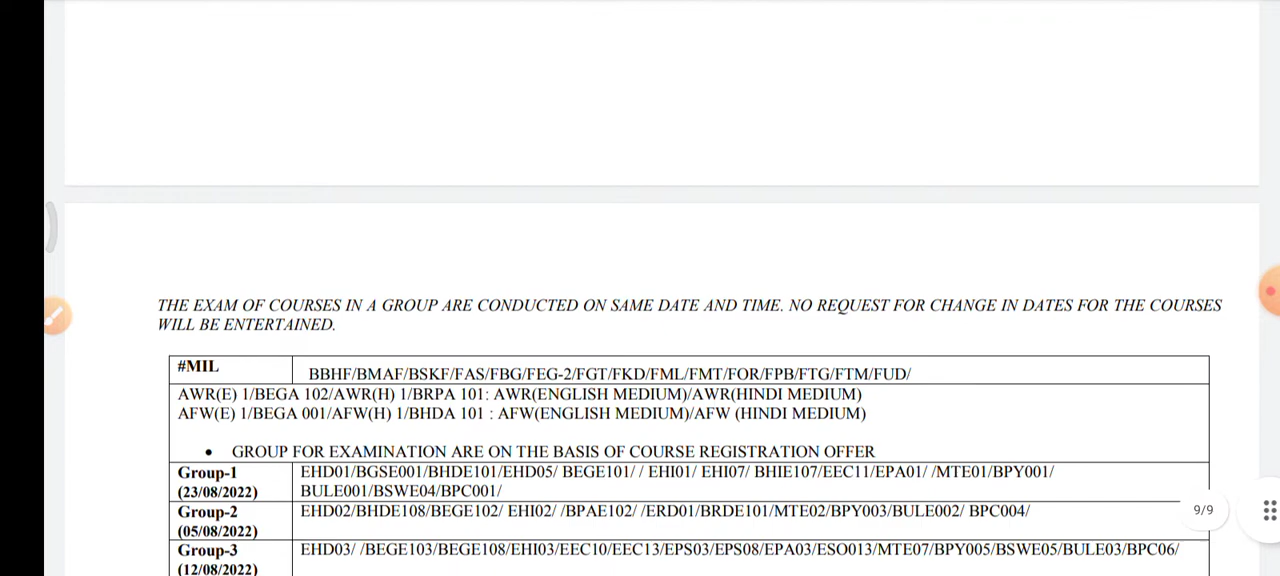 THE EXAM OF COURSES IN A GROUP ARE CONDUCTED ON SAME DATE AND TIME. NO REQUEST FOR CHANGE IN DATES FOR THE COURSES
WILL BE ENTERTAINED.
#MIL BBHF/BMAF/BSKF/FAS/FBG/FEG-2/FGT/FKD/FML/FMT/FOR/FPB/FTG/FTM/FUD/
AWR(E) 1/BEGA 102/AWR(H) 1/BRPA 101: AWR(ENGLISH MEDIUM)/AWR(HINDI MEDIUM)
AFW(E) 1/BEGA 001/AFW(H) 1/BHDA 101 : AFW(ENGLISH MEDIUM)/AFW (HINDI MEDIUM)
• GROUP FOR EXAMINATION ARE ON THE BASIS OF COURSE REGISTRATION OFFER
Group-1 EHD01/BGSE001/BHDE101/EHD05/ BEGE101/ / EHI01/ EHI07/ BHIE107/EEC11/EPA01/ /MTE01/BPY001/
(23/08/2022) BULE001/BSWE04/BPC001/
Group-2 EHD02/BHDE108/BEGE102/ EHI02/ /BPAE102/ /ERD01/BRDE101/MTE02/BPY003/BULE002/ BPC004/
(05/08/2022)
9/9
Group-3 EHD03/ /BEGE103/BEGE108/EHI03/EEC10/EEC13/EPS03/EPS08/EPA03/ESO013/MTE07/BPY005/BSWE05/BULE03/BPC06/
(12/08/2022)